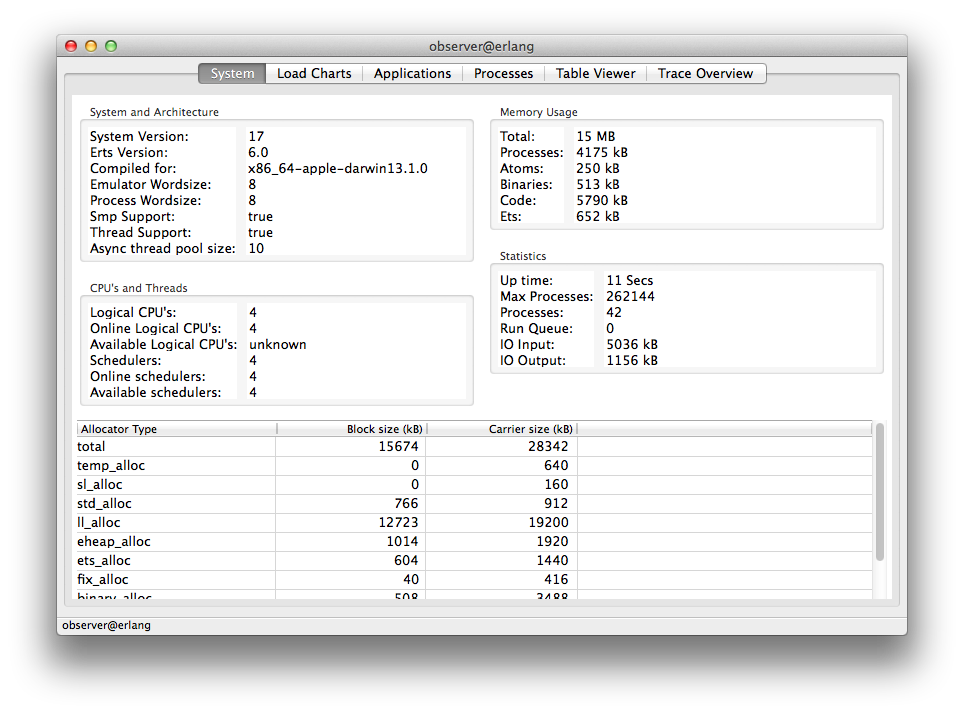 observer@erlang
System Load Charts Applications Processes Table Viewer Trace Overview
System and Architecture
System Version: 17
Erts Version: 6.0
Compiled for: x86_64-apple-darwin13.1.0
Emulator Wordsize: 8
Process Wordsize: 8
Smp Support: true
Thread Support: true
Async thread pool size: 10
CPU's and Threads
Logical CPU's: 4
Online Logical CPU's: 4
Available Logical CPU's: unknown
Schedulers: 4
Online schedulers: 4
Available schedulers: 4
Memory Usage
Total: 15 MB
Processes: 4175 kB
Atoms: 250 kB
Binaries: 513 kB
Code: 5790 kB
Ets: 652 kB
Statistics
Up time: 11 Secs
Max Processes: 262144
Processes: 42
Run Queue: 0
IO Input: 5036 kB
IO Output: 1156 kB
Allocator Type Block size (kB) Carrier size (kB)
total 15674 28342
temp_alloc 0 640
sl_alloc 0 160
std_alloc 766 912
ll_alloc 12723 19200
eheap_alloc 1014 1920
ets_alloc 604 1440
fix_alloc 40 416
binary_alloc 508 3488
observer@erlang